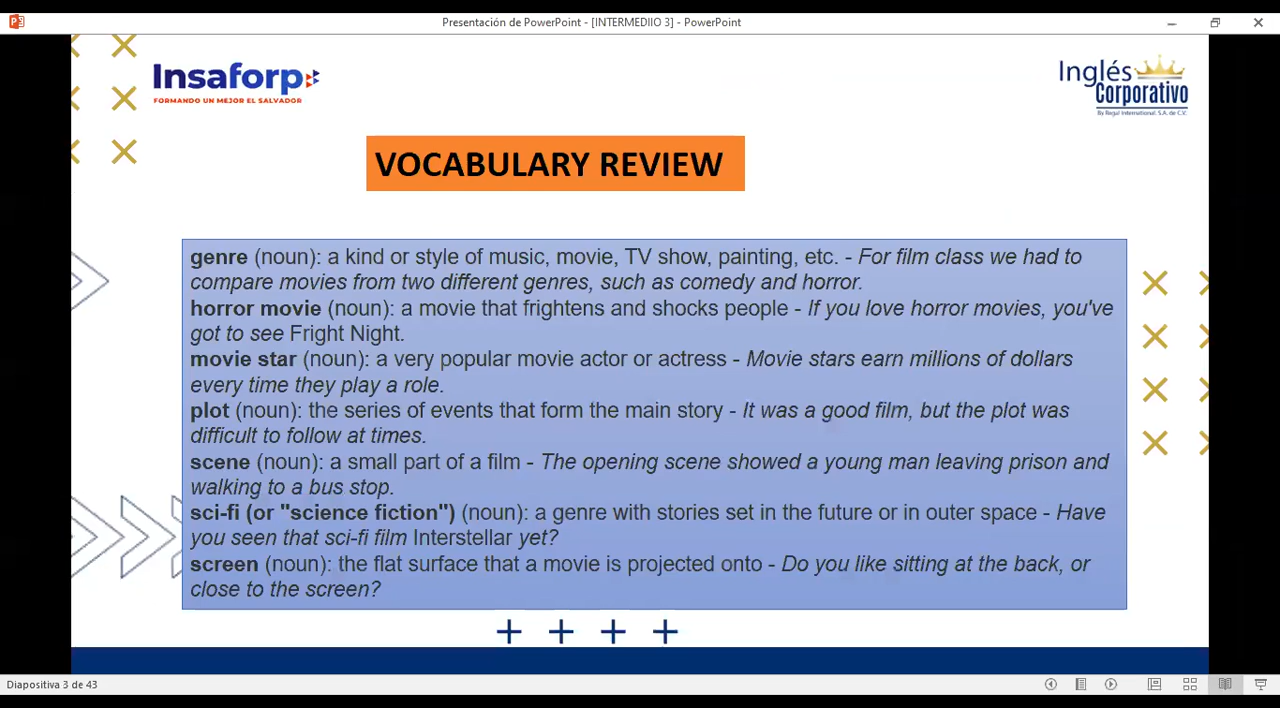 Presentación de PowerPoint - [INTERMEDIIO 3] - PowerPoint
Insaforp
FORMANDO UN MEJOR EL SALVADOR
Inglés
Corporativo
By Regal International, S.A. de C.V.
VOCABULARY REVIEW
genre (noun): a kind or style of music, movie, TV show, painting, etc. - For film class we had to
compare movies from two different genres, such as comedy and horror.
horror movie (noun): a movie that frightens and shocks people - If you love horror movies, you've
got to see Fright Night.
movie star (noun): a very popular movie actor or actress - Movie stars earn millions of dollars
every time they play a role.
plot (noun): the series of events that form the main story - It was a good film, but the plot was
difficult to follow at times.
scene (noun): a small part of a film - The opening scene showed a young man leaving prison and
walking to a bus stop.
sci-fi (or "science fiction") (noun): a genre with stories set in the future or in outer space - Have
you seen that sci-fi film Interstellar yet?
screen (noun): the flat surface that a movie is projected onto - Do you like sitting at the back, or
close to the screen?
Diapositiva 3 de 43